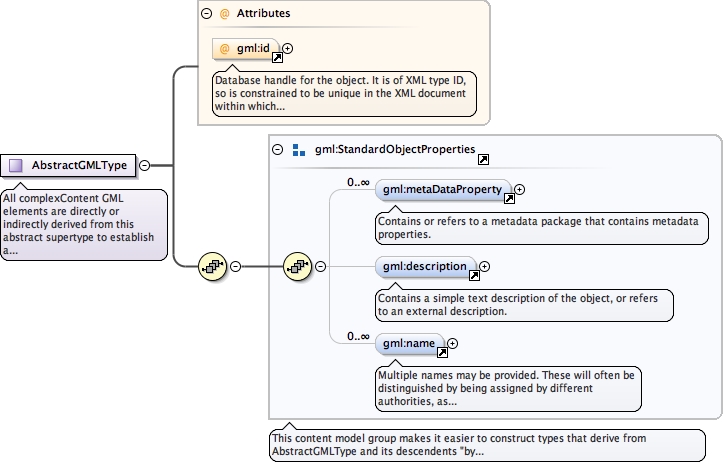 Attributes
@ gml:id
Database handle for the object. It is of XML type ID,
so is constrained to be unique in the XML document
within which...
AbstractGMLType
All complexContent GML
elements are directly or
indirectly derived from this
abstract supertype to establish
a...
gml:StandardObjectProperties
0..∞
gml:metaDataProperty
Contains or refers to a metadata package that contains metadata
properties.
gml:description
Contains a simple text description of the object, or refers
to an external description.
0..∞
gml:name
Multiple names may be provided. These will often be
distinguished by being assigned by different
authorities, as...
This content model group makes it easier to construct types that derive from
AbstractGMLType and its descendents "by...